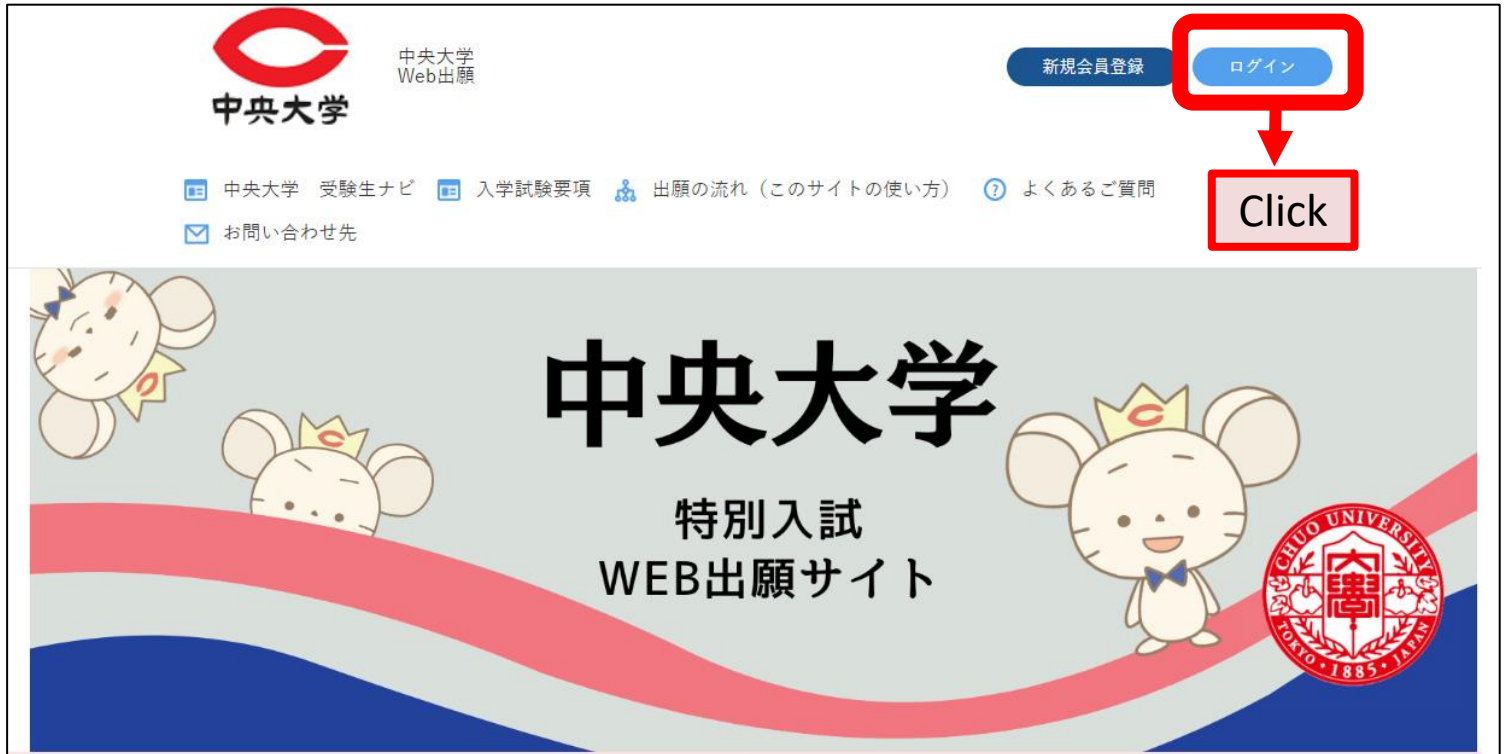 中央大学
中央大学
Web出願
新規会員登録
ログイン
中央大学　受験生ナビ
入学試験要項
出願の流れ（このサイトの使い方）
よくあるご質問
お問い合わせ先
Click
中央大学
特別入試
WEB出願サイト
CHUO UNIVERSITY
大學
TOKYO・1885・JAPAN